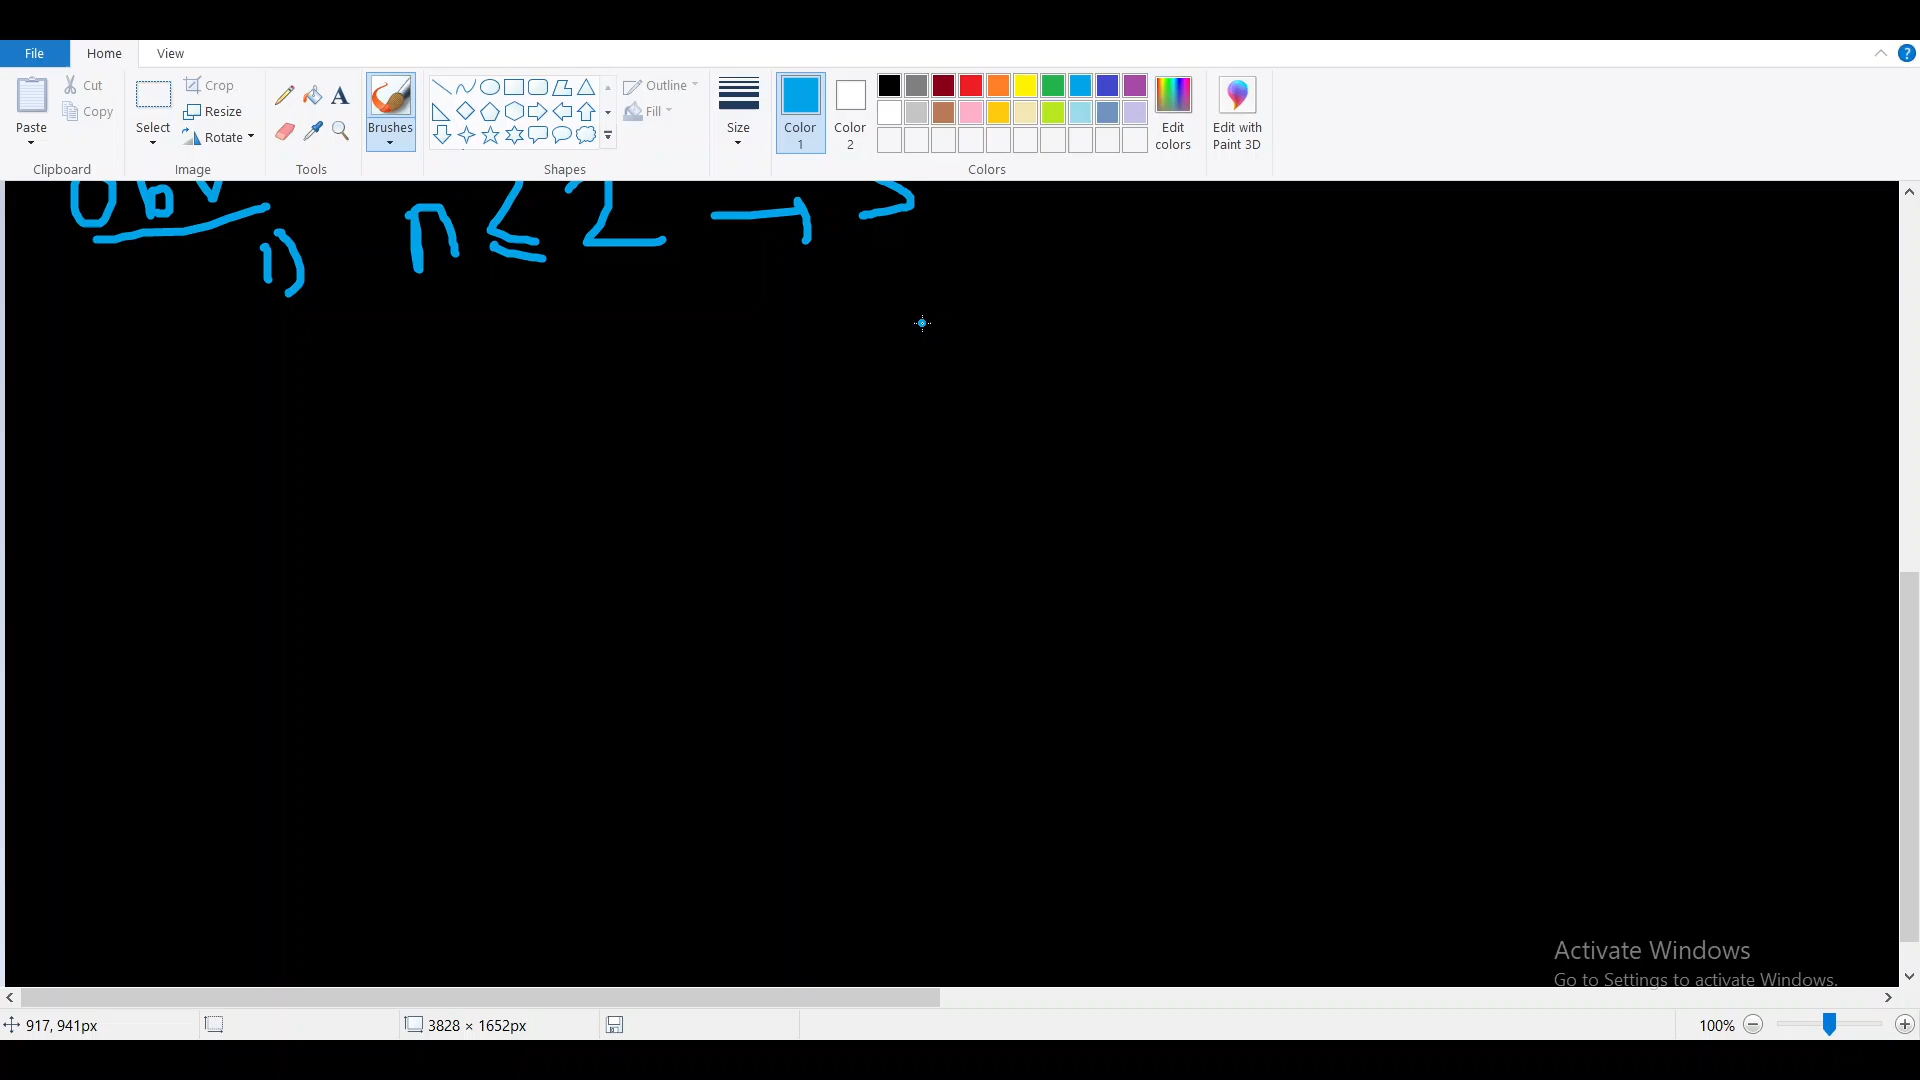 File Home View
Paste
Cut
Copy
Clipboard
Select
Crop
Resize
Rotate
Image
A
Tools
Brushes
Outline
Fill
Shapes
Size
Color
1
Color
2
Edit
colors
Colors
Edit with
Paint 3D
?
Obv
1) n ≤ 2 →
Activate Windows
Go to Settings to activate Windows.
917, 941px
3828 × 1652px
100%